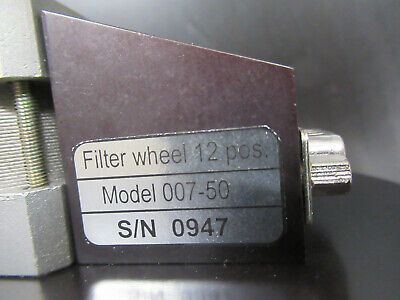 Filter wheel 12 pos.
Model 007-50
S/N 0947